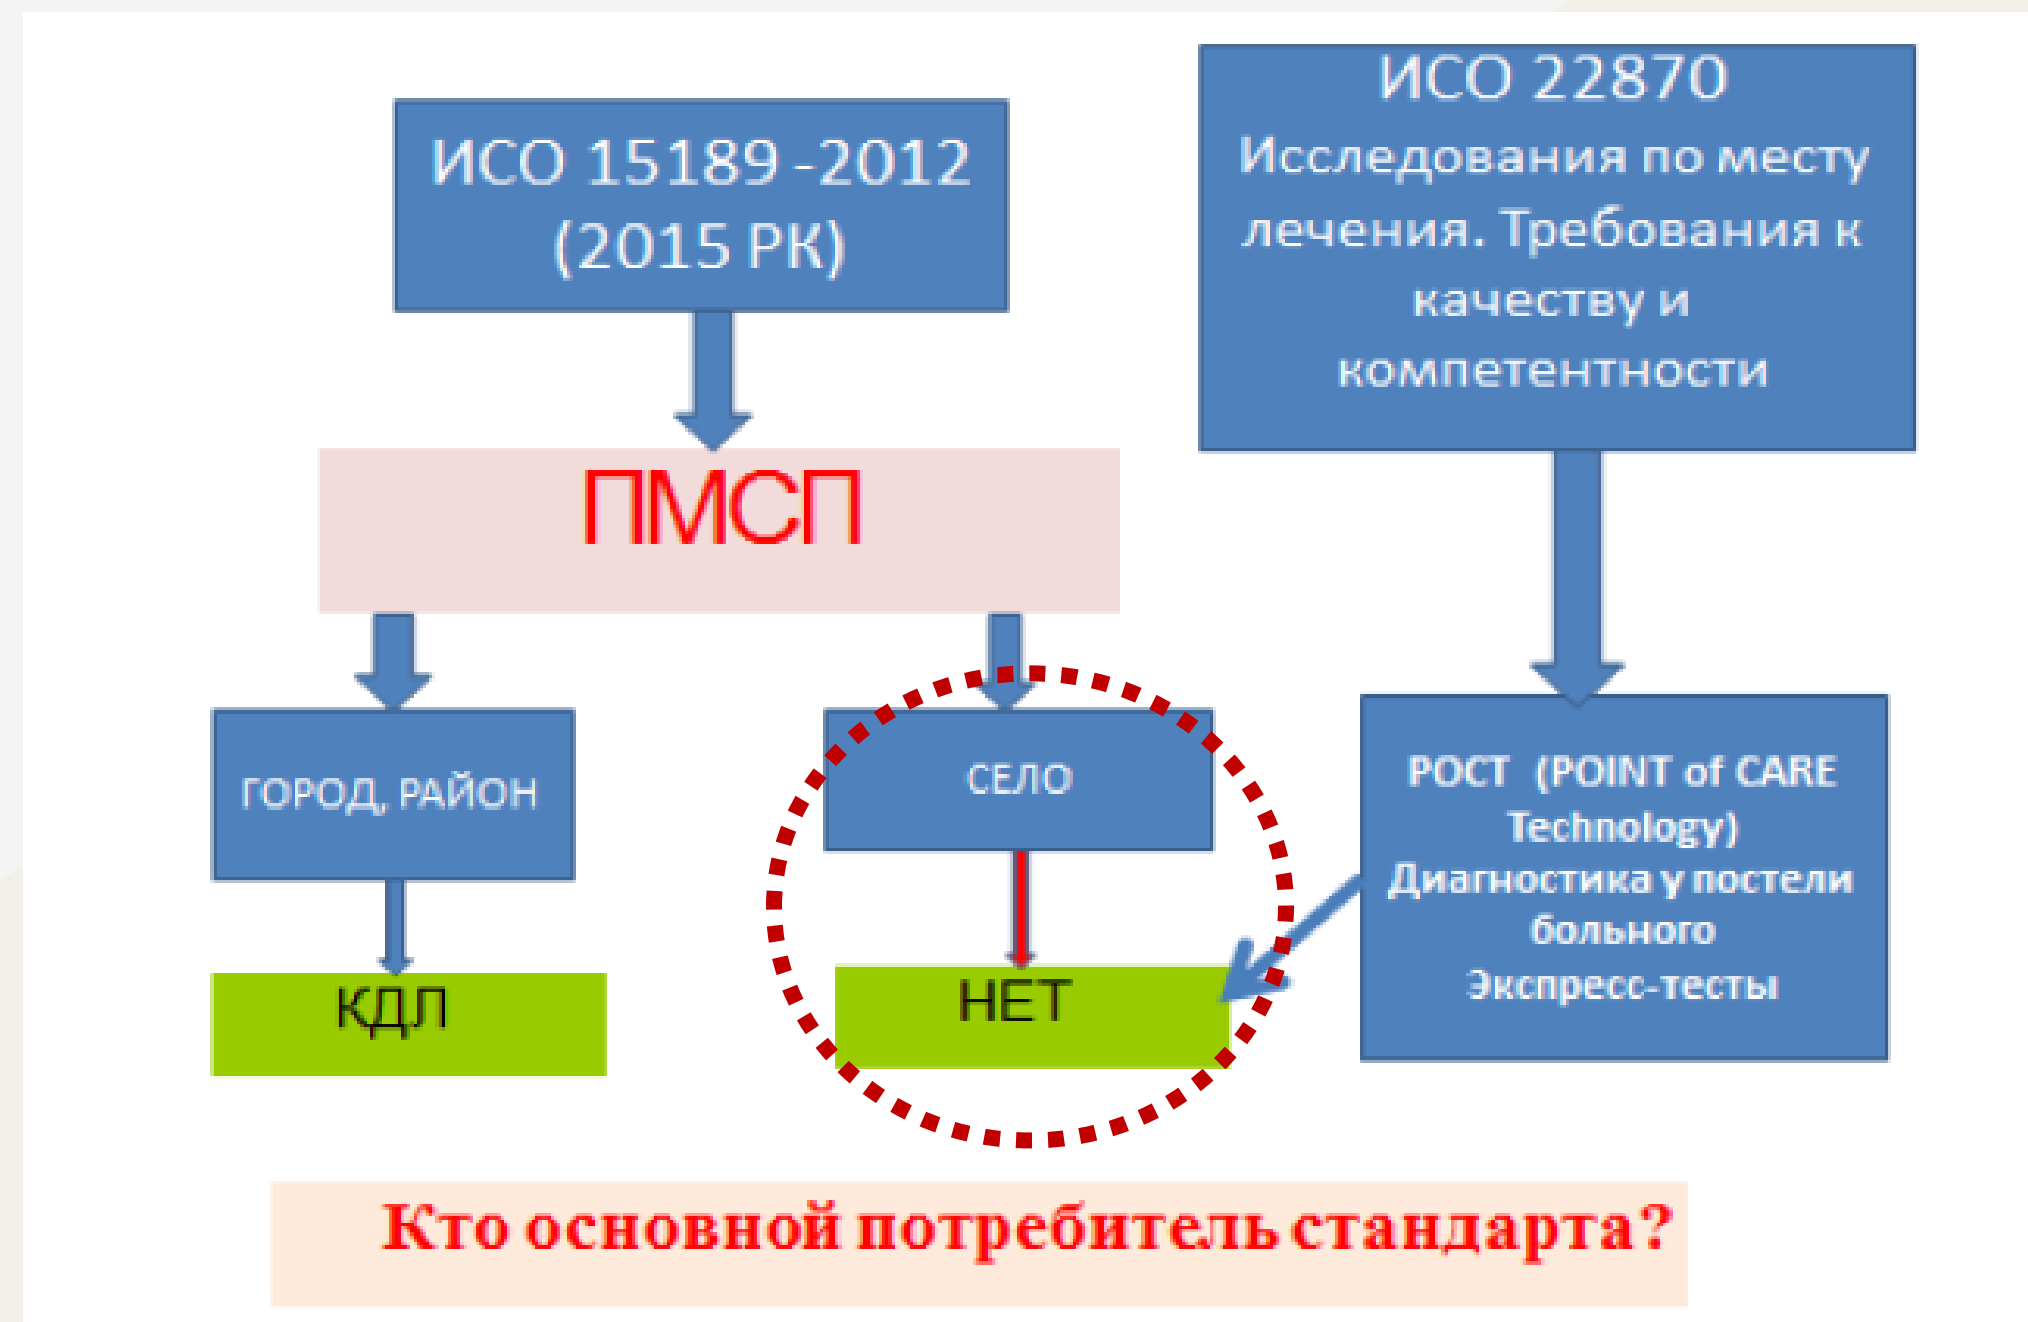 ИСО 15189 -2012
(2015 РК)
ИСО 22870
Исследования по месту
лечения. Требования к
качеству и
компетентности
ПМСП
ГОРОД, РАЙОН
СЕЛО
POCT (POINT of CARE
Technology)
Диагностика у постели
больного
Экспресс-тесты
КДЛ
НЕТ
Кто основной потребитель стандарта?